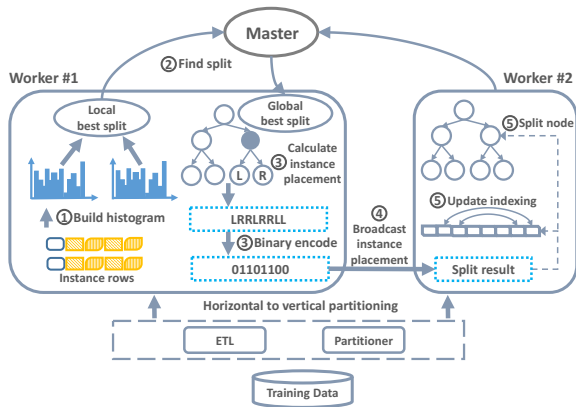 Master
Worker #1
② Find split
Worker #2
Local
best split
Global
best split
⑤ Split node
③ Calculate
instance
placement
L R
① Build histogram
LRRLRRLL
④
Broadcast
instance
placement
⑤ Update indexing
③ Binary encode
01101100
Split result
Instance rows
Horizontal to vertical partitioning
ETL
Partitioner
Training Data